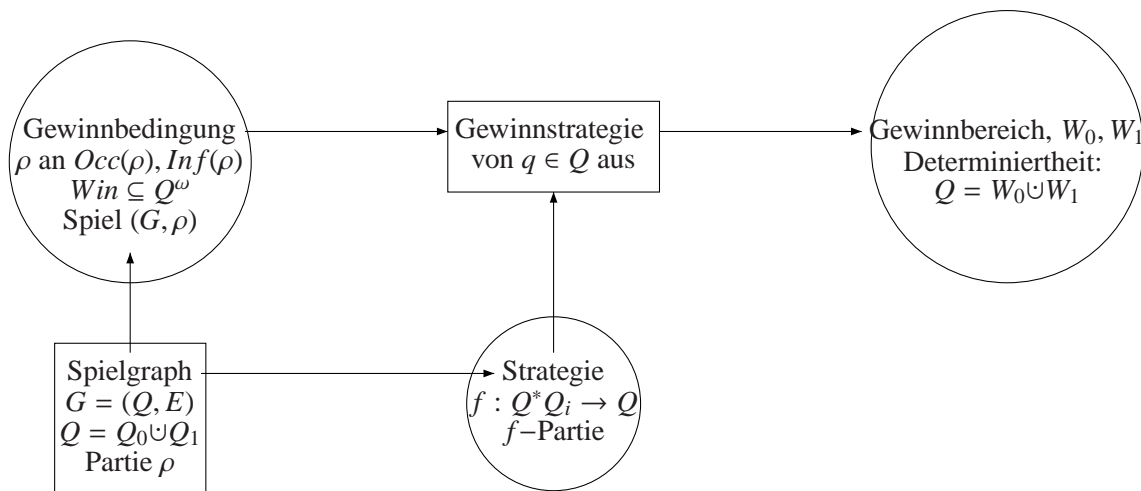 Gewinnbedingung
ρ an Occ(ρ), Inf(ρ)
Win ⊆ Q^ω
Spiel (G, ρ)
Gewinnstrategie
von q ∈ Q aus
Gewinnbereich, W₀, W₁
Determiniertheit:
Q = W₀⊍W₁
Spielgraph
G = (Q, E)
Q = Q₀⊍Q₁
Partie ρ
Strategie
f : Q*Qᵢ → Q
f−Partie